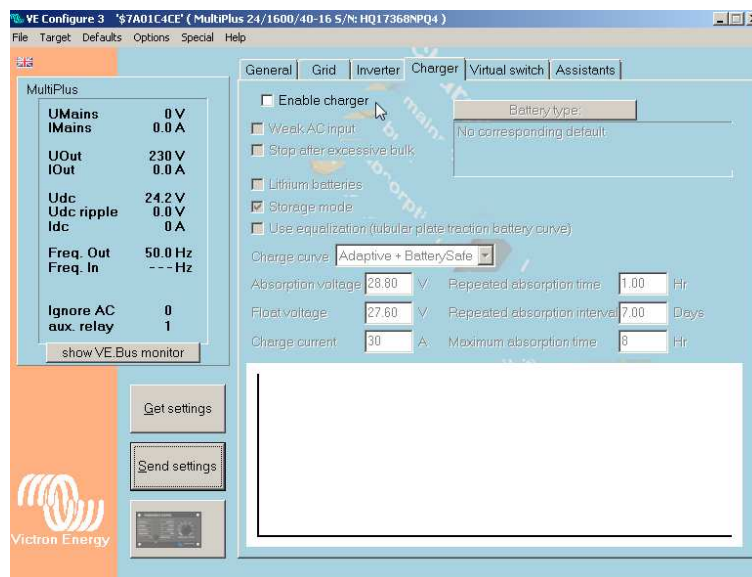 VE Configure 3 '$7A01C4CE' ( MultiPlus 24/1600/40-16 S/N: HQ17368NPQ4 )
File Target Defaults Options Special Help
General Grid Inverter Charger Virtual switch Assistants
MultiPlus
UMains 0 V
IMains 0.0 A
UOut 230 V
IOut 0.0 A
Udc 24.2 V
Udc ripple 0.0 V
Idc 0 A
Freq. Out 50.0 Hz
Freq. In --- Hz
Ignore AC 0
aux. relay 1
show VE.Bus monitor
Get settings
Send settings
Victron Energy
Enable charger
Battery type:
Weak AC input
No corresponding default
Stop after excessive bulk
Lithium batteries
Storage mode
Use equalization (tubular plate traction battery curve)
Charge curve Adaptive + BatterySafe
Absorption voltage 28.80 V Repeated absorption time 1.00 Hr
Float voltage 27.60 V Repeated absorption interval 7.00 Days
Charge current 30 A Maximum absorption time 8 Hr